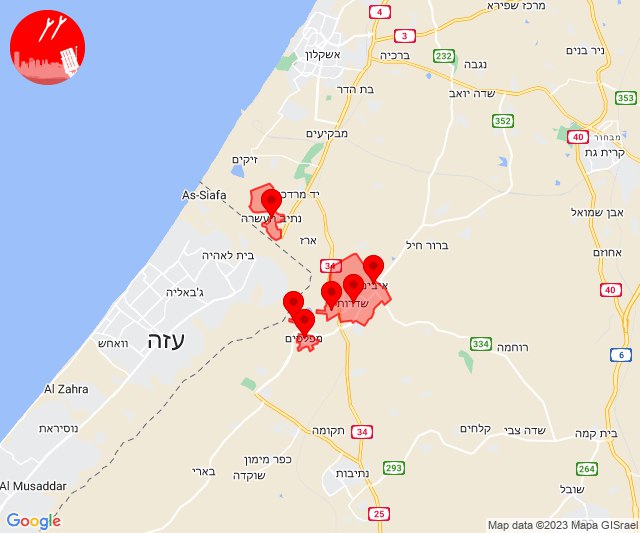 מרכז שפירא
4
3
אשקלון
ברכיה
232
נגבה
ניר בנים
בת הדר
שדה יואב
353
352
מבקיעים
40
מבחור
קרית גת
זיקים
As-Siafa
יד מרדכי
נתיב העשרה
אבן שמואל
ארז
ברור חיל
בית לאהיה
אחוזם
34
איבים
ג'באליה
40
שדרות
וואחש
עזה
מפלסים
334
רוחמה
6
Al Zahra
נוסיראת
תקומה
34
קלחים
שדה צבי
בית קמה
כפר מימון
שוקדה
בארי
נתיבות
293
264
Al Musaddar
שובל
25
Google
Map data ©2023 Mapa GISrael